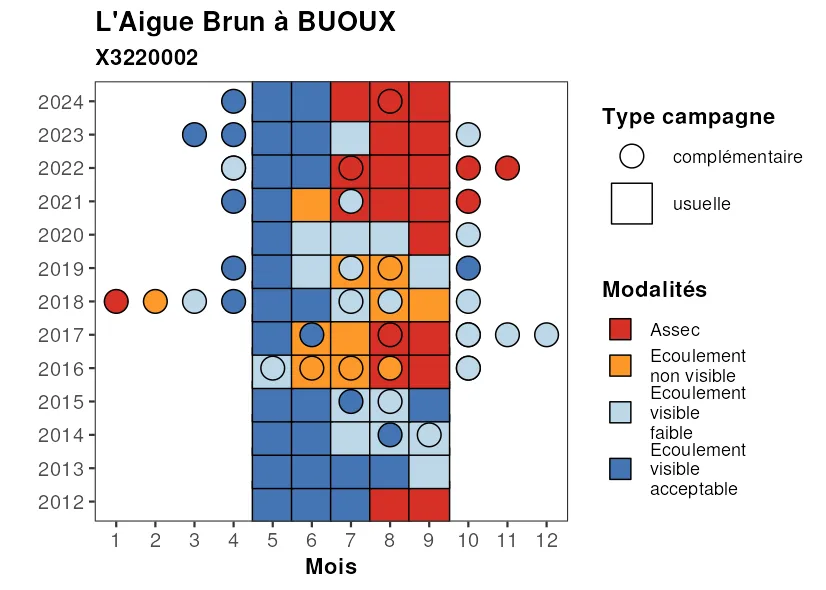 L'Aigue Brun à BUOUX
X3220002
2024
2023
2022
2021
2020
2019
2018
2017
2016
2015
2014
2013
2012
1 2 3 4 5 6 7 8 9 10 11 12
Mois
Type campagne
complémentaire
usuelle
Modalités
Assec
Ecoulement
non visible
Ecoulement
visible
faible
Ecoulement
visible
acceptable